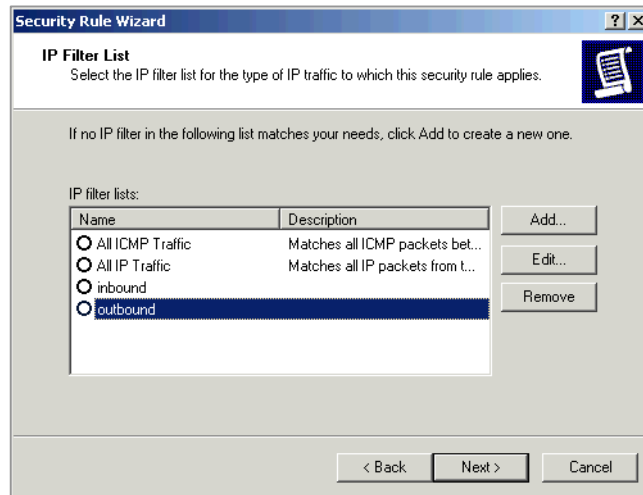 Security Rule Wizard
IP Filter List
Select the IP filter list for the type of IP traffic to which this security rule applies.
If no IP filter in the following list matches your needs, click Add to create a new one.
IP filter lists:
Name Description
All ICMP Traffic Matches all ICMP packets bet...
All IP Traffic Matches all IP packets from t...
inbound
outbound
Add...
Edit...
Remove
< Back Next > Cancel